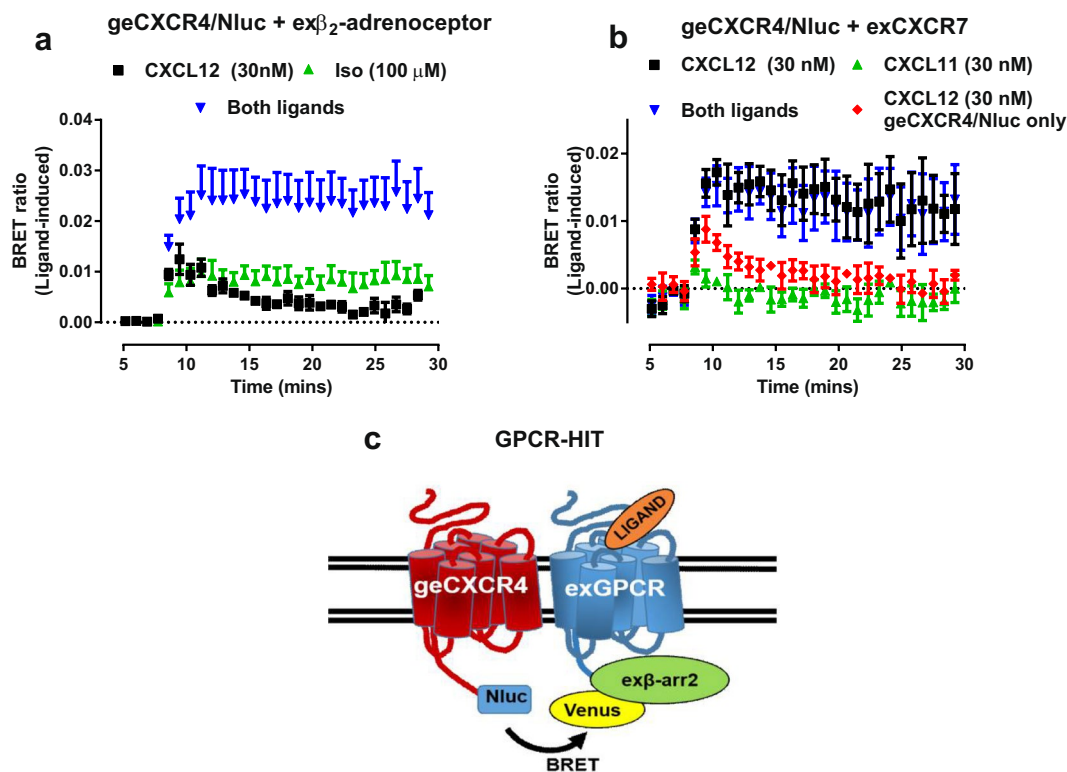 a
geCXCR4/Nluc + exβ₂-adrenoceptor
CXCL12 (30nM)
Iso (100 μM)
Both ligands
BRET ratio
(Ligand-induced)
0.04
0.03
0.02
0.01
0.00
5 10 15 20 25 30
Time (mins)
b
geCXCR4/Nluc + exCXCR7
CXCL12 (30 nM)
CXCL11 (30 nM)
Both ligands
CXCL12 (30 nM)
geCXCR4/Nluc only
BRET ratio
(Ligand-induced)
0.02
0.01
0.00
5 10 15 20 25 30
Time (mins)
c
GPCR-HIT
LIGAND
geCXCR4
exGPCR
exβ-arr2
Nluc
Venus
BRET